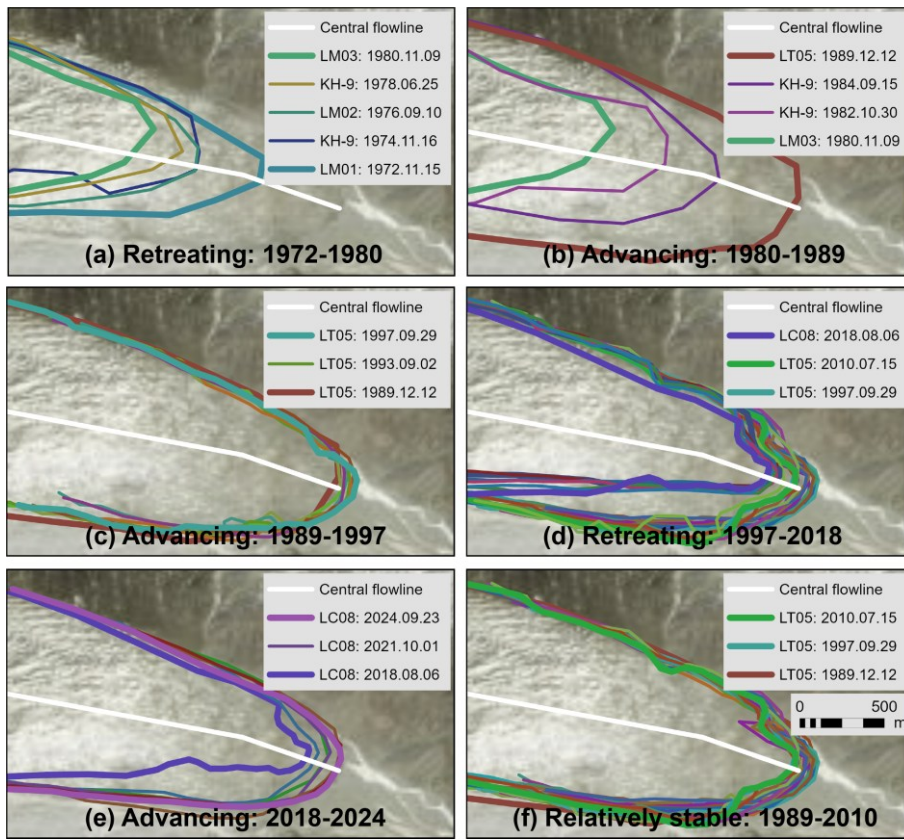 Central flowline
LM03: 1980.11.09
KH-9: 1978.06.25
LM02: 1976.09.10
KH-9: 1974.11.16
LM01: 1972.11.15
(a) Retreating: 1972-1980
Central flowline
LT05: 1989.12.12
KH-9: 1984.09.15
KH-9: 1982.10.30
LM03: 1980.11.09
(b) Advancing: 1980-1989
Central flowline
LT05: 1997.09.29
LT05: 1993.09.02
LT05: 1989.12.12
(c) Advancing: 1989-1997
Central flowline
LC08: 2018.08.06
LT05: 2010.07.15
LT05: 1997.09.29
(d) Retreating: 1997-2018
Central flowline
LC08: 2024.09.23
LC08: 2021.10.01
LC08: 2018.08.06
(e) Advancing: 2018-2024
Central flowline
LT05: 2010.07.15
LT05: 1997.09.29
LT05: 1989.12.12
0 500
m
(f) Relatively stable: 1989-2010